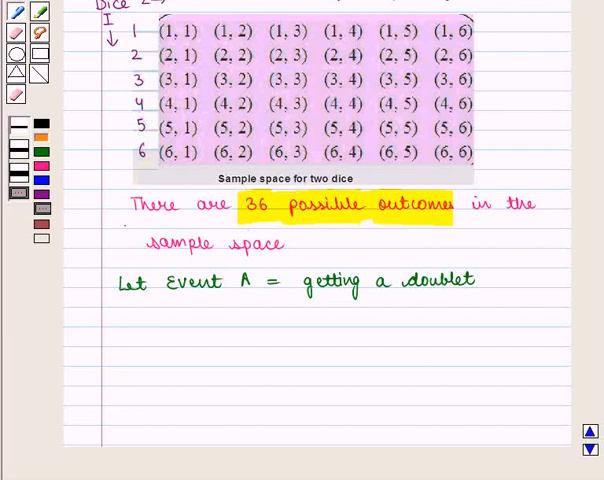 Dice 2→
I
1 (1, 1) (1, 2) (1, 3) (1, 4) (1, 5) (1, 6)
2 (2, 1) (2, 2) (2, 3) (2, 4) (2, 5) (2, 6)
3 (3, 1) (3, 2) (3, 3) (3, 4) (3, 5) (3, 6)
4 (4, 1) (4, 2) (4, 3) (4, 4) (4, 5) (4, 6)
5 (5, 1) (5, 2) (5, 3) (5, 4) (5, 5) (5, 6)
6 (6, 1) (6, 2) (6, 3) (6, 4) (6, 5) (6, 6)
Sample space for two dice
There are 36 possible outcomes in the
sample space
Let Event A = getting a doublet